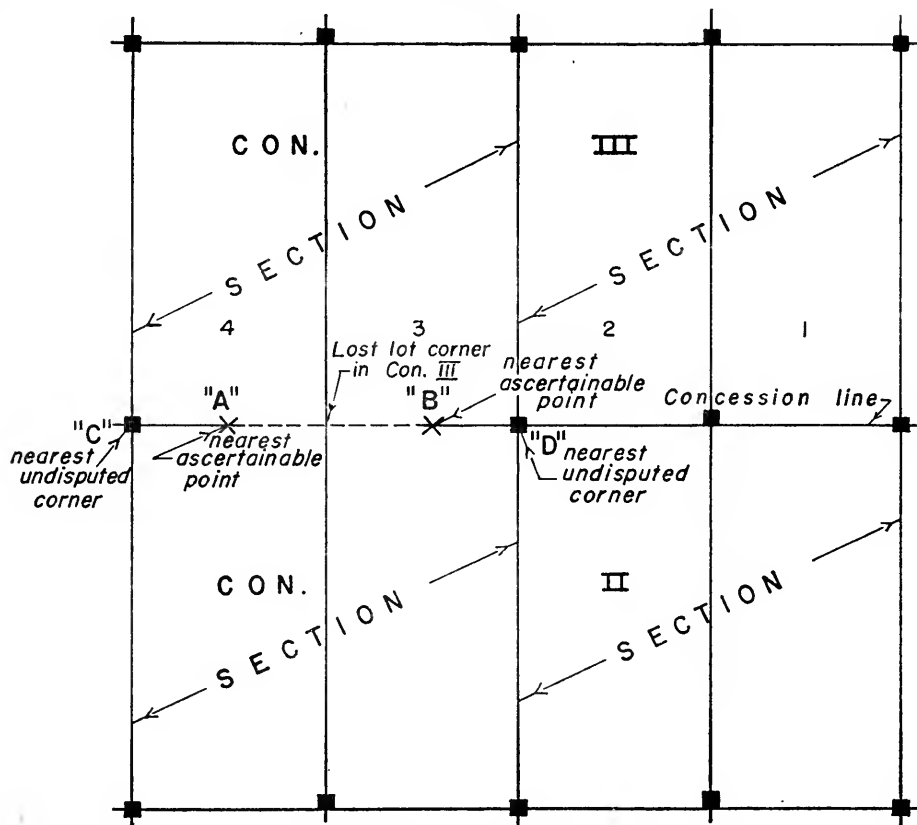 CON. III
SECTION
SECTION
4 3 2 1
Lost lot corner
in Con. III
nearest
ascertainable
point
"A"
"B"
Concession line
"C"
nearest
undisputed
corner
nearest
ascertainable
point
"D" nearest
undisputed
corner
CON. II
SECTION
SECTION